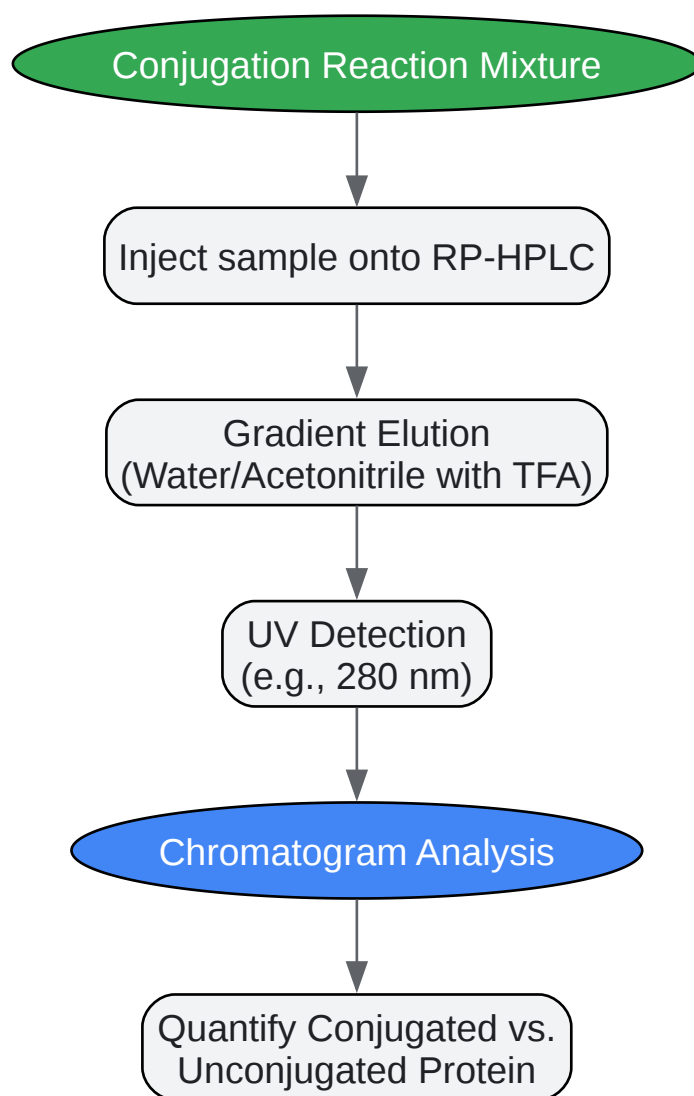 Conjugation Reaction Mixture
Inject sample onto RP-HPLC
Gradient Elution
(Water/Acetonitrile with TFA)
UV Detection
(e.g., 280 nm)
Chromatogram Analysis
Quantify Conjugated vs.
Unconjugated Protein